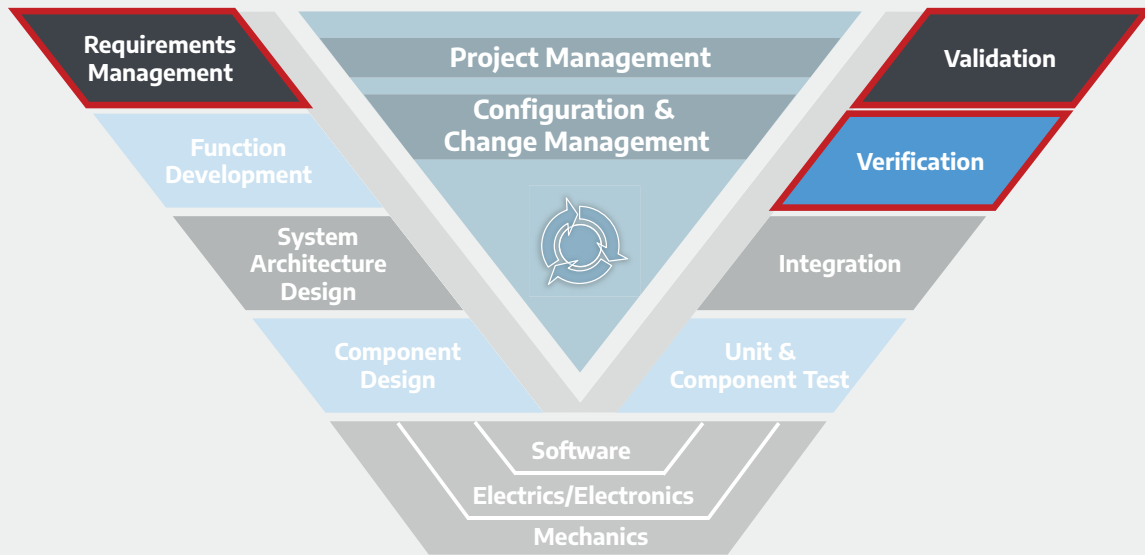 Requirements
Management
Project Management
Validation
Configuration &
Change Management
Function
Development
Verification
System
Architecture
Design
Integration
Component
Design
Unit &
Component Test
Software
Electrics/Electronics
Mechanics